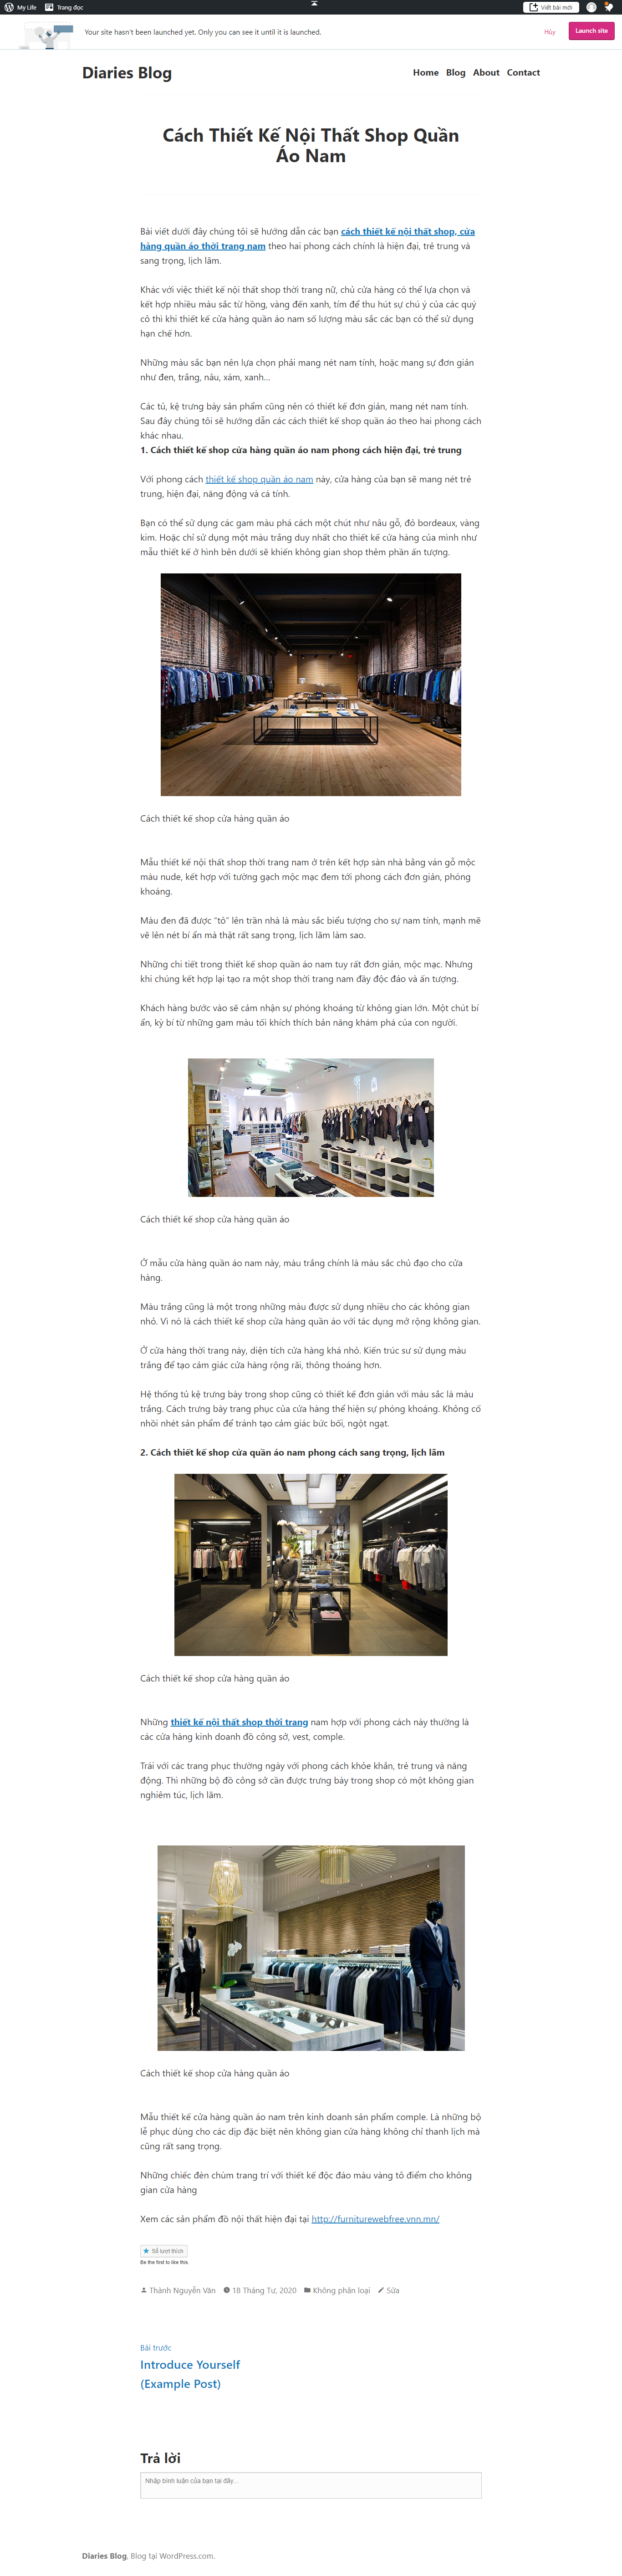 My Life Trang đọc Viết bài mới
Your site hasn't been launched yet. Only you can see it until it is launched. Hủy Launch site
Diaries Blog Home Blog About Contact
Cách Thiết Kế Nội Thất Shop Quần
Áo Nam
Bài viết dưới đây chúng tôi sẽ hướng dẫn các bạn cách thiết kế nội thất shop, cửa
hàng quần áo thời trang nam theo hai phong cách chính là hiện đại, trẻ trung và
sang trọng, lịch lãm.
Khác với việc thiết kế nội thất shop thời trang nữ, chủ cửa hàng có thể lựa chọn và
kết hợp nhiều màu sắc từ hồng, vàng đến xanh, tím để thu hút sự chú ý của các quý
cô thì khi thiết kế cửa hàng quần áo nam số lượng màu sắc các bạn có thể sử dụng
hạn chế hơn.
Những màu sắc bạn nên lựa chọn phải mang nét nam tính, hoặc mang sự đơn giản
như đen, trắng, nâu, xám, xanh…
Các tủ, kệ trưng bày sản phẩm cũng nên có thiết kế đơn giản, mang nét nam tính.
Sau đây chúng tôi sẽ hướng dẫn các cách thiết kế shop quần áo theo hai phong cách
khác nhau.
1. Cách thiết kế shop cửa hàng quần áo nam phong cách hiện đại, trẻ trung
Với phong cách thiết kế shop quần áo nam này, cửa hàng của bạn sẽ mang nét trẻ
trung, hiện đại, năng động và cá tính.
Bạn có thể sử dụng các gam màu phá cách một chút như nâu gỗ, đỏ bordeaux, vàng
kim. Hoặc chỉ sử dụng một màu trắng duy nhất cho thiết kế cửa hàng của mình như
mẫu thiết kế ở hình bên dưới sẽ khiến không gian shop thêm phần ấn tượng.
Cách thiết kế shop cửa hàng quần áo
Mẫu thiết kế nội thất shop thời trang nam ở trên kết hợp sàn nhà bằng ván gỗ mộc
màu nude, kết hợp với tường gạch mộc mạc đem tới phong cách đơn giản, phóng
khoáng.
Màu đen đã được "tô" lên trần nhà là màu sắc biểu tượng cho sự nam tính, mạnh mẽ
vẽ lên nét bí ẩn mà thật rất sang trọng, lịch lãm làm sao.
Những chi tiết trong thiết kế shop quần áo nam tuy rất đơn giản, mộc mạc. Nhưng
khi chúng kết hợp lại tạo ra một shop thời trang nam đầy độc đáo và ấn tượng.
Khách hàng bước vào sẽ cảm nhận sự phóng khoáng từ không gian lớn. Một chút bí
ẩn, kỳ bí từ những gam màu tối khích thích bản năng khám phá của con người.
Cách thiết kế shop cửa hàng quần áo
Ở mẫu cửa hàng quần áo nam này, màu trắng chính là màu sắc chủ đạo cho cửa
hàng.
Màu trắng cũng là một trong những màu được sử dụng nhiều cho các không gian
nhỏ. Vì nó là cách thiết kế shop cửa hàng quần áo với tác dụng mở rộng không gian.
Ở cửa hàng thời trang này, diện tích cửa hàng khá nhỏ. Kiến trúc sư sử dụng màu
trắng để tạo cảm giác cửa hàng rộng rãi, thông thoáng hơn.
Hệ thống tủ kệ trưng bày trong shop cũng có thiết kế đơn giản với màu sắc là màu
trắng. Cách trưng bày trang phục của cửa hàng thể hiện sự phóng khoáng. Không cố
nhồi nhét sản phẩm để tránh tạo cảm giác bức bối, ngột ngạt.
2. Cách thiết kế shop cửa quần áo nam phong cách sang trọng, lịch lãm
Cách thiết kế shop cửa hàng quần áo
Những thiết kế nội thất shop thời trang nam hợp với phong cách này thường là
các cửa hàng kinh doanh đồ công sở, vest, comple.
Trái với các trang phục thường ngày với phong cách khỏe khắn, trẻ trung và năng
động. Thì những bộ đồ công sở cần được trưng bày trong shop có một không gian
nghiêm túc, lịch lãm.
Cách thiết kế shop cửa hàng quần áo
Mẫu thiết kế cửa hàng quần áo nam trên kinh doanh sản phẩm comple. Là những bộ
lễ phục dùng cho các dịp đặc biệt nên không gian cửa hàng không chỉ thanh lịch mà
cũng rất sang trọng.
Những chiếc đèn chùm trang trí với thiết kế độc đáo màu vàng tô điểm cho không
gian cửa hàng
Xem các sản phẩm đồ nội thất hiện đại tại http://furniturewebfree.vnn.mn/
Số lượt thích
Be the first to like this.
Thành Nguyễn Văn 18 Tháng Tư, 2020 Không phân loại Sửa
Bài trước
Introduce Yourself
(Example Post)
Trả lời
Nhập bình luận của bạn tại đây...
Diaries Blog, Blog tại WordPress.com.